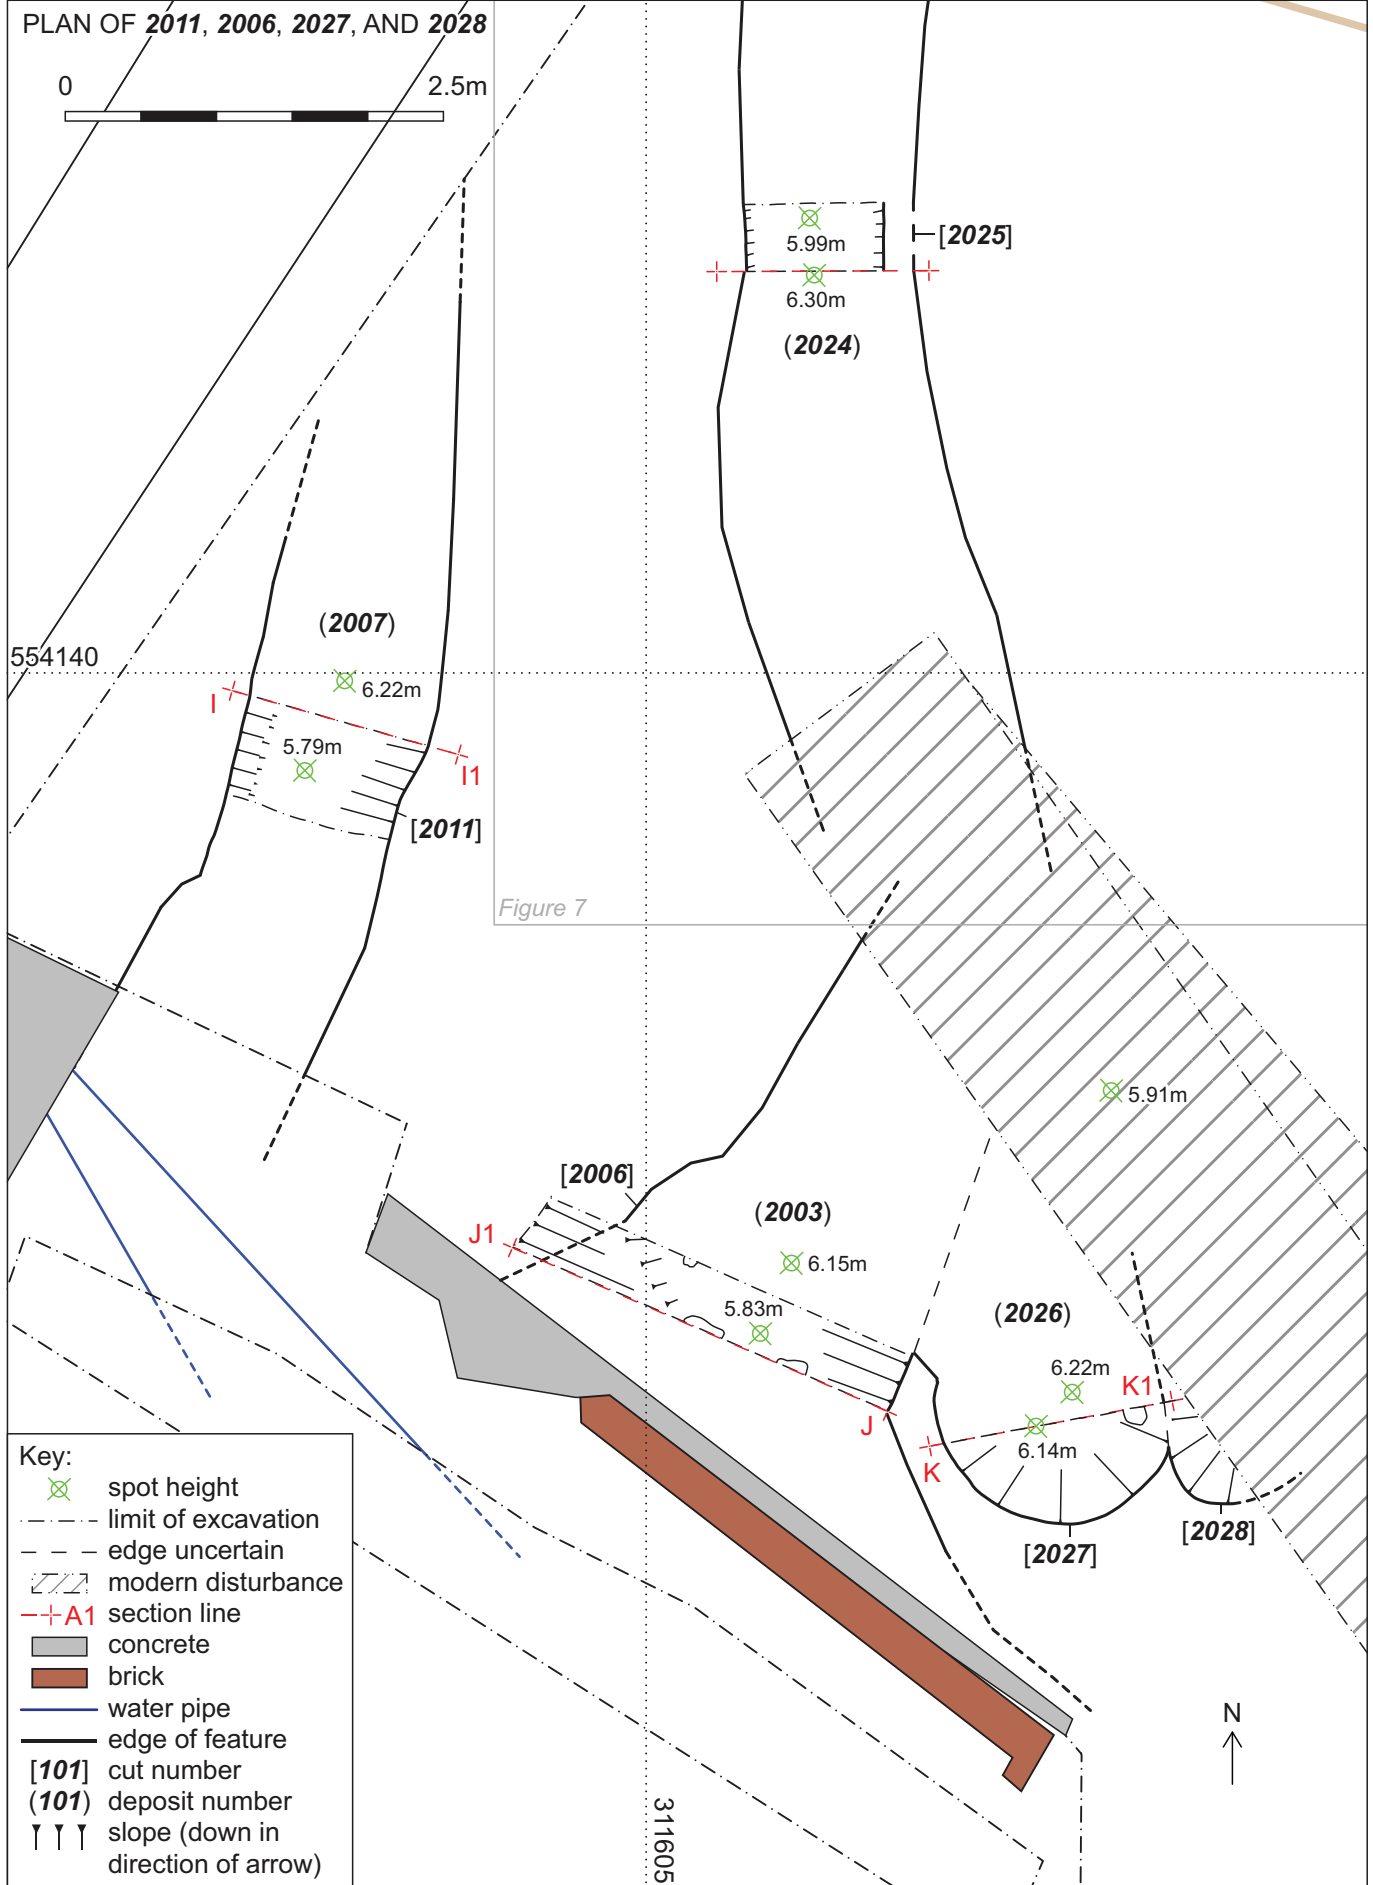 PLAN OF 2011, 2006, 2027, AND 2028
0 2.5m
5.99m
[2025]
6.30m
(2024)
(2007)
554140
6.22m
I
5.79m
I1
[2011]
Figure 7
5.91m
[2006]
(2003)
J1
6.15m
5.83m
(2026)
6.22m
K1
J
6.14m
K
[2028]
[2027]
Key:
spot height
limit of excavation
edge uncertain
modern disturbance
A1 section line
concrete
brick
water pipe
edge of feature
[101] cut number
(101) deposit number
slope (down in
direction of arrow)
N
311605